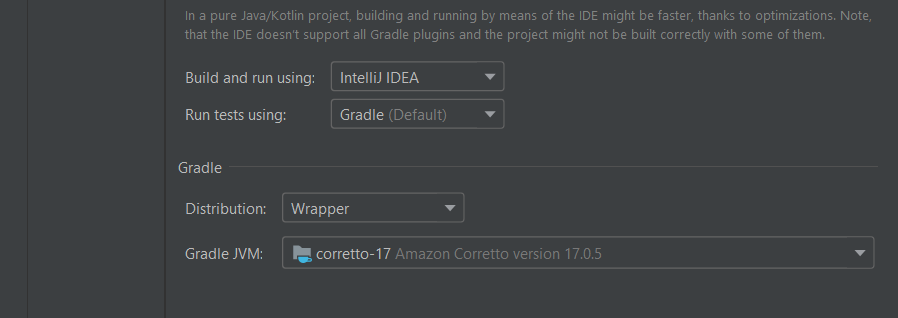 In a pure Java/Kotlin project, building and running by means of the IDE might be faster, thanks to optimizations. Note,
that the IDE doesn't support all Gradle plugins and the project might not be built correctly with some of them.
Build and run using: IntelliJ IDEA
Run tests using: Gradle (Default)
Gradle
Distribution: Wrapper
Gradle JVM: corretto-17 Amazon Corretto version 17.0.5